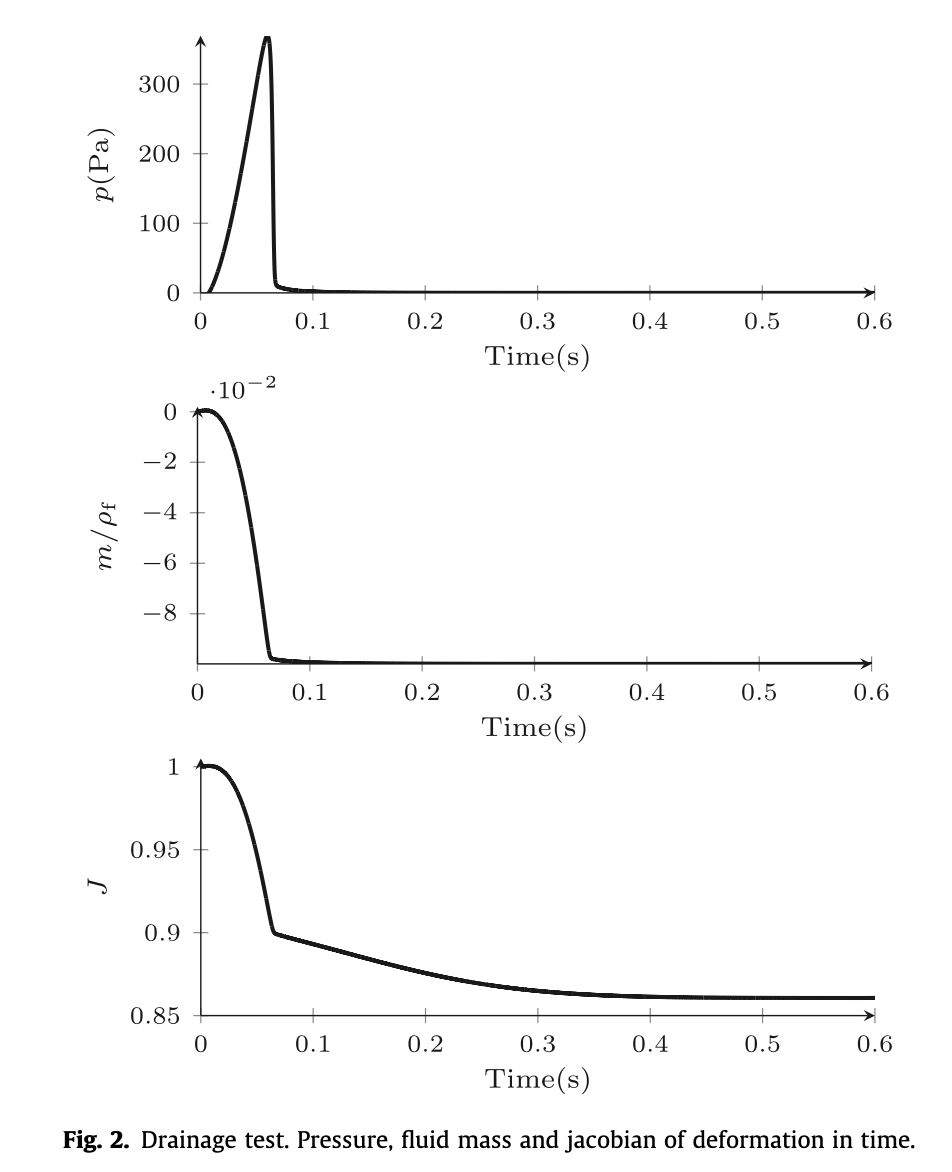 300
200
100
0
p(Pa)
0 0.1 0.2 0.3 0.4 0.5 0.6
Time(s)
·10−2
0
−2
−4
−6
−8
m/ρf
0 0.1 0.2 0.3 0.4 0.5 0.6
Time(s)
1
0.95
0.9
0.85
J
0 0.1 0.2 0.3 0.4 0.5 0.6
Time(s)
Fig. 2. Drainage test. Pressure, fluid mass and jacobian of deformation in time.